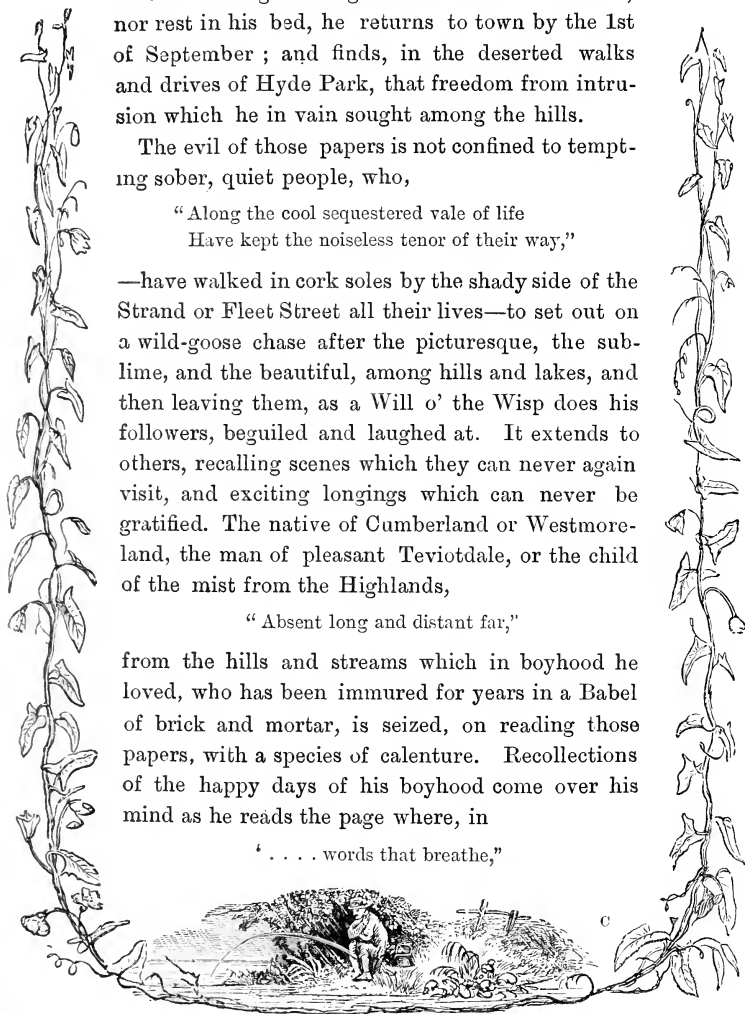 nor rest in his bed, he returns to town by the 1st
of September ; and finds, in the deserted walks
and drives of Hyde Park, that freedom from intru-
sion which he in vain sought among the hills.
The evil of those papers is not confined to tempt-
ing sober, quiet people, who,
“ Along the cool sequestered vale of life
Have kept the noiseless tenor of their way,”
—have walked in cork soles by the shady side of the
Strand or Fleet Street all their lives—to set out on
a wild-goose chase after the picturesque, the sub-
lime, and the beautiful, among hills and lakes, and
then leaving them, as a Will o’ the Wisp does his
followers, beguiled and laughed at. It extends to
others, recalling scenes which they can never again
visit, and exciting longings which can never be
gratified. The native of Cumberland or Westmore-
land, the man of pleasant Teviotdale, or the child
of the mist from the Highlands,
“ Absent long and distant far,”
from the hills and streams which in boyhood he
loved, who has been immured for years in a Babel
of brick and mortar, is seized, on reading those
papers, with a species of calenture. Recollections
of the happy days of his boyhood come over his
mind as he reads the page where, in
‘ . . . . words that breathe,”
C